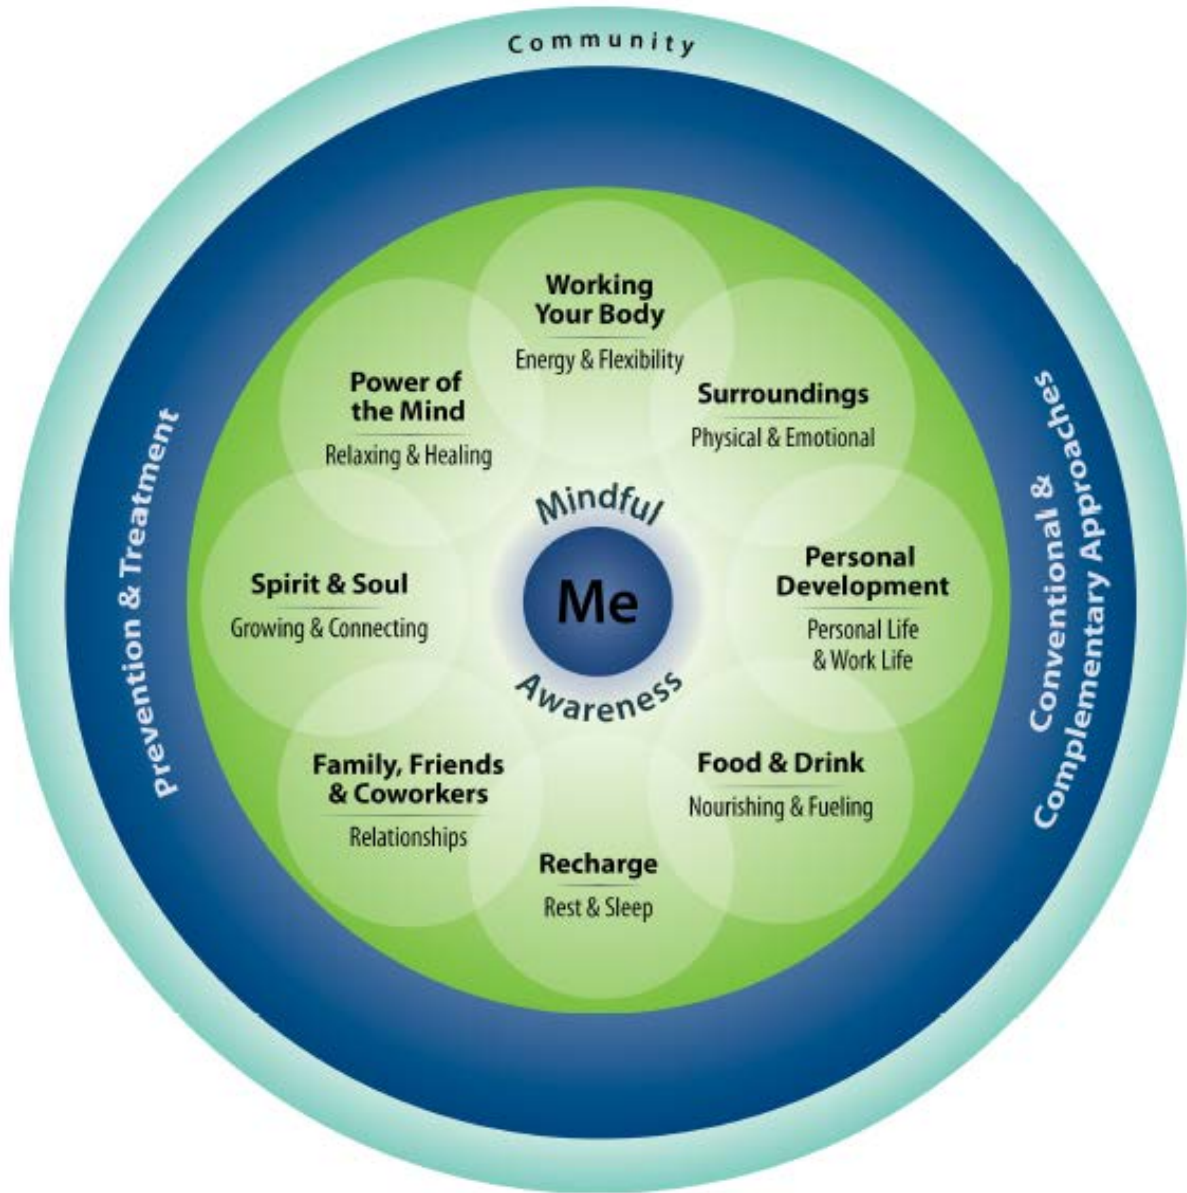 Community
Working
Your Body
Energy & Flexibility
Surroundings
Physical & Emotional
Personal
Development
Personal Life
& Work Life
Food & Drink
Nourishing & Fueling
Recharge
Rest & Sleep
Family, Friends
& Coworkers
Relationships
Spirit & Soul
Growing & Connecting
Power of
the Mind
Relaxing & Healing
Mindful
Me
Awareness
Prevention & Treatment
Conventional &
Complementary Approaches